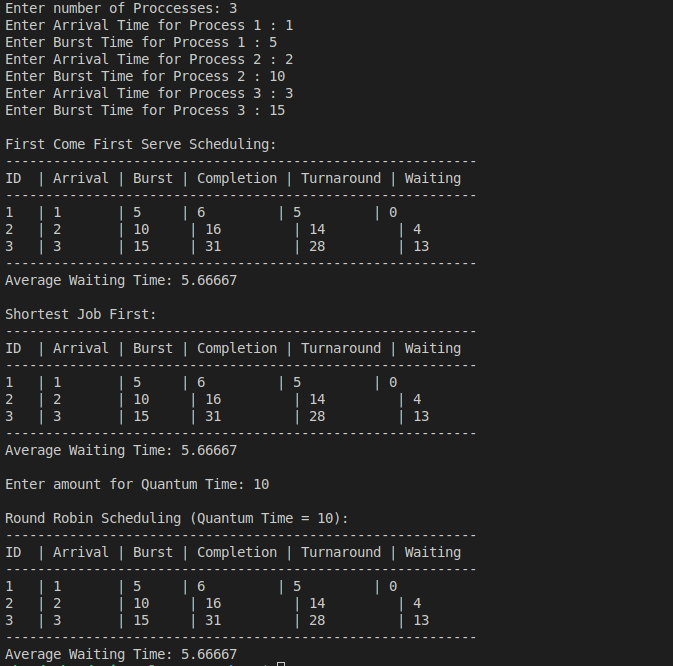 Enter number of Proccesses: 3
Enter Arrival Time for Process 1 : 1
Enter Burst Time for Process 1 : 5
Enter Arrival Time for Process 2 : 2
Enter Burst Time for Process 2 : 10
Enter Arrival Time for Process 3 : 3
Enter Burst Time for Process 3 : 15
First Come First Serve Scheduling:
-----------------------------------------------------------
ID  | Arrival | Burst | Completion | Turnaround | Waiting
-----------------------------------------------------------
1   | 1       | 5     | 6         | 5         | 0
2   | 2       | 10     | 16         | 14         | 4
3   | 3       | 15     | 31         | 28         | 13
-----------------------------------------------------------
Average Waiting Time: 5.66667
Shortest Job First:
-----------------------------------------------------------
ID  | Arrival | Burst | Completion | Turnaround | Waiting
-----------------------------------------------------------
1   | 1       | 5     | 6         | 5         | 0
2   | 2       | 10     | 16         | 14         | 4
3   | 3       | 15     | 31         | 28         | 13
-----------------------------------------------------------
Average Waiting Time: 5.66667
Enter amount for Quantum Time: 10
Round Robin Scheduling (Quantum Time = 10):
-----------------------------------------------------------
ID  | Arrival | Burst | Completion | Turnaround | Waiting
-----------------------------------------------------------
1   | 1       | 5     | 6         | 5         | 0
2   | 2       | 10     | 16         | 14         | 4
3   | 3       | 15     | 31         | 28         | 13
-----------------------------------------------------------
Average Waiting Time: 5.66667